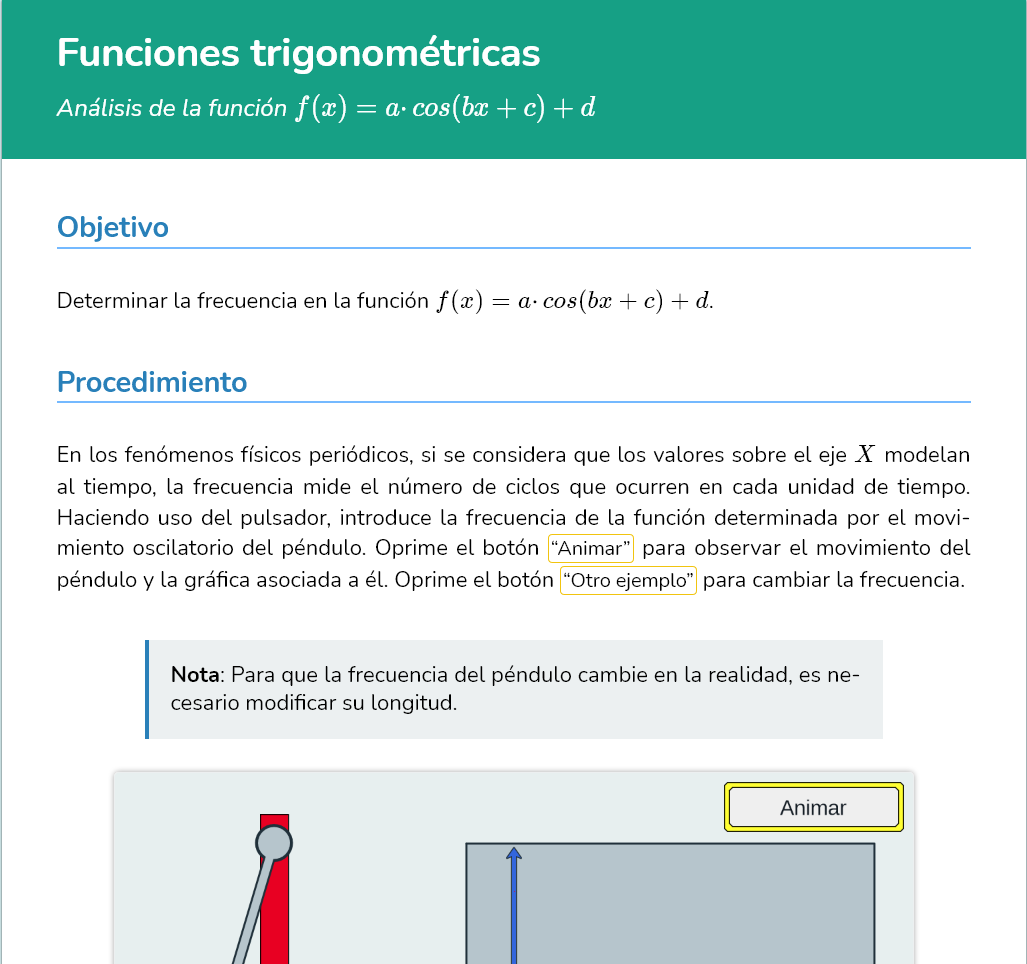 Funciones trigonométricas
Análisis de la función f(x) = a· cos(bx + c) + d
Objetivo
Determinar la frecuencia en la función f(x) = a· cos(bx + c) + d.
Procedimiento
En los fenómenos físicos periódicos, si se considera que los valores sobre el eje X modelan
al tiempo, la frecuencia mide el número de ciclos que ocurren en cada unidad de tiempo.
Haciendo uso del pulsador, introduce la frecuencia de la función determinada por el movi-
miento oscilatorio del péndulo. Oprime el botón “Animar” para observar el movimiento del
péndulo y la gráfica asociada a él. Oprime el botón “Otro ejemplo” para cambiar la frecuencia.
Nota: Para que la frecuencia del péndulo cambie en la realidad, es ne-
cesario modificar su longitud.
Animar